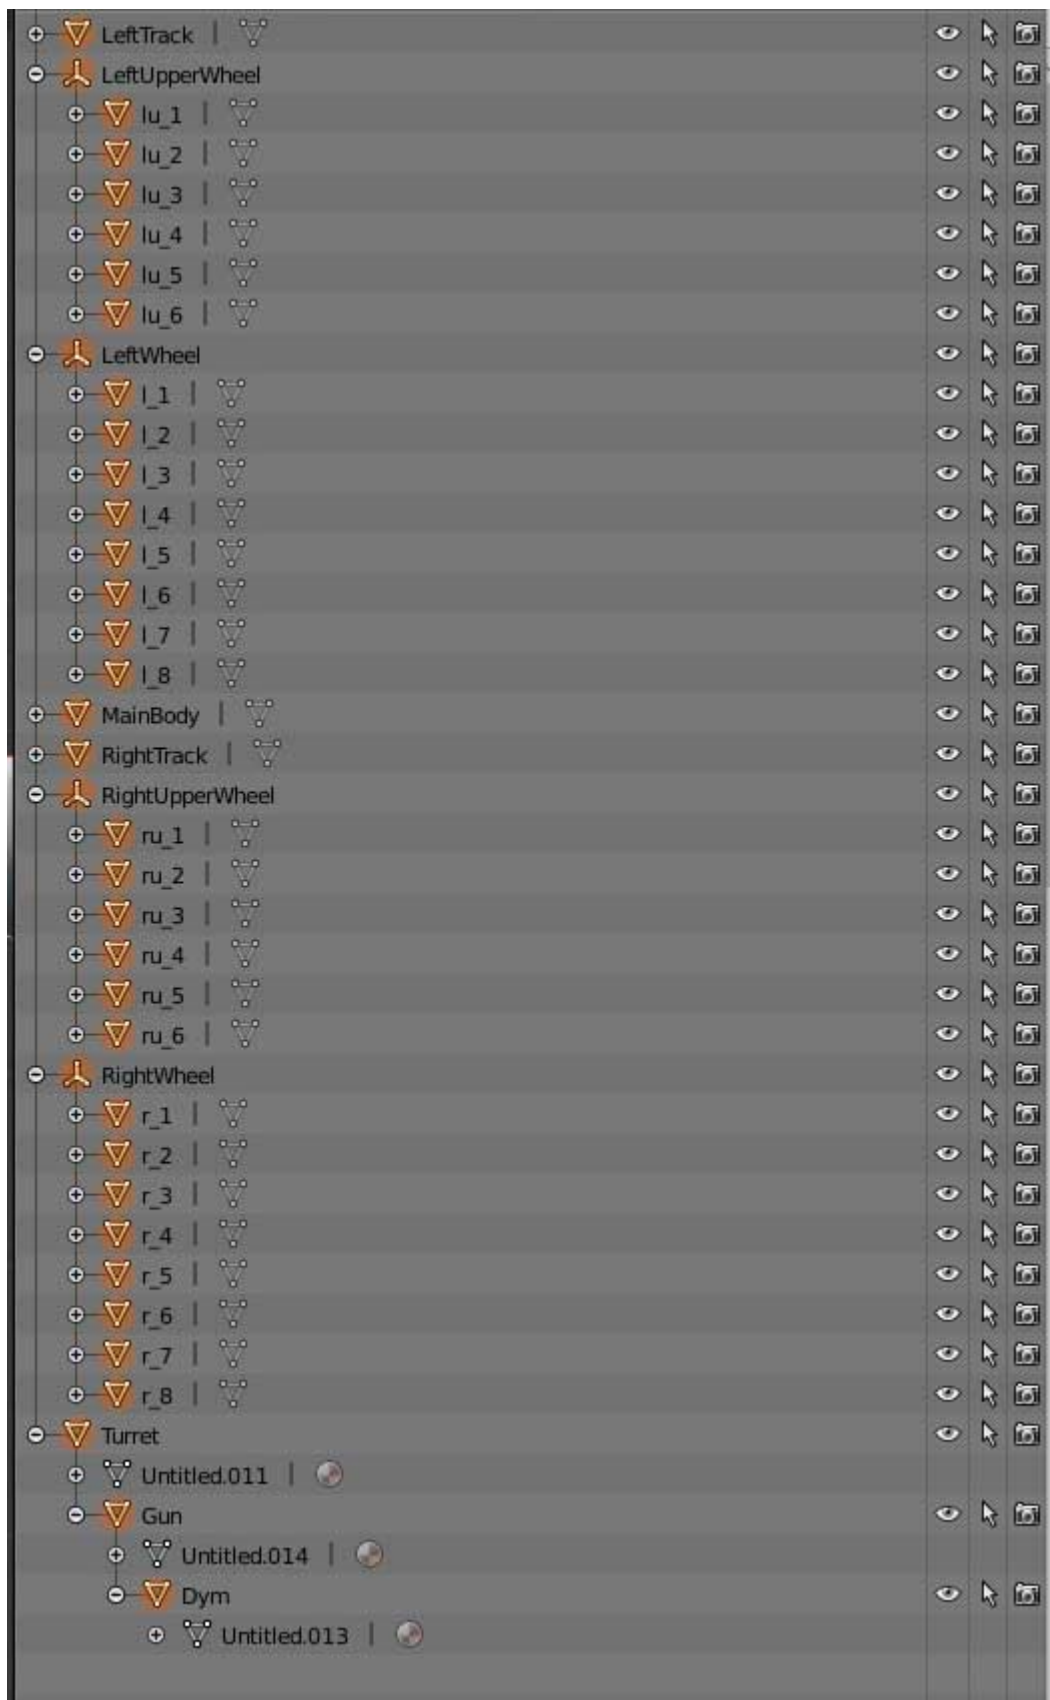 LeftTrack
LeftUpperWheel
lu_1
lu_2
lu_3
lu_4
lu_5
lu_6
LeftWheel
l_1
l_2
l_3
l_4
l_5
l_6
l_7
l_8
MainBody
RightTrack
RightUpperWheel
ru_1
ru_2
ru_3
ru_4
ru_5
ru_6
RightWheel
r_1
r_2
r_3
r_4
r_5
r_6
r_7
r_8
Turret
Untitled.011
Gun
Untitled.014
Dym
Untitled.013